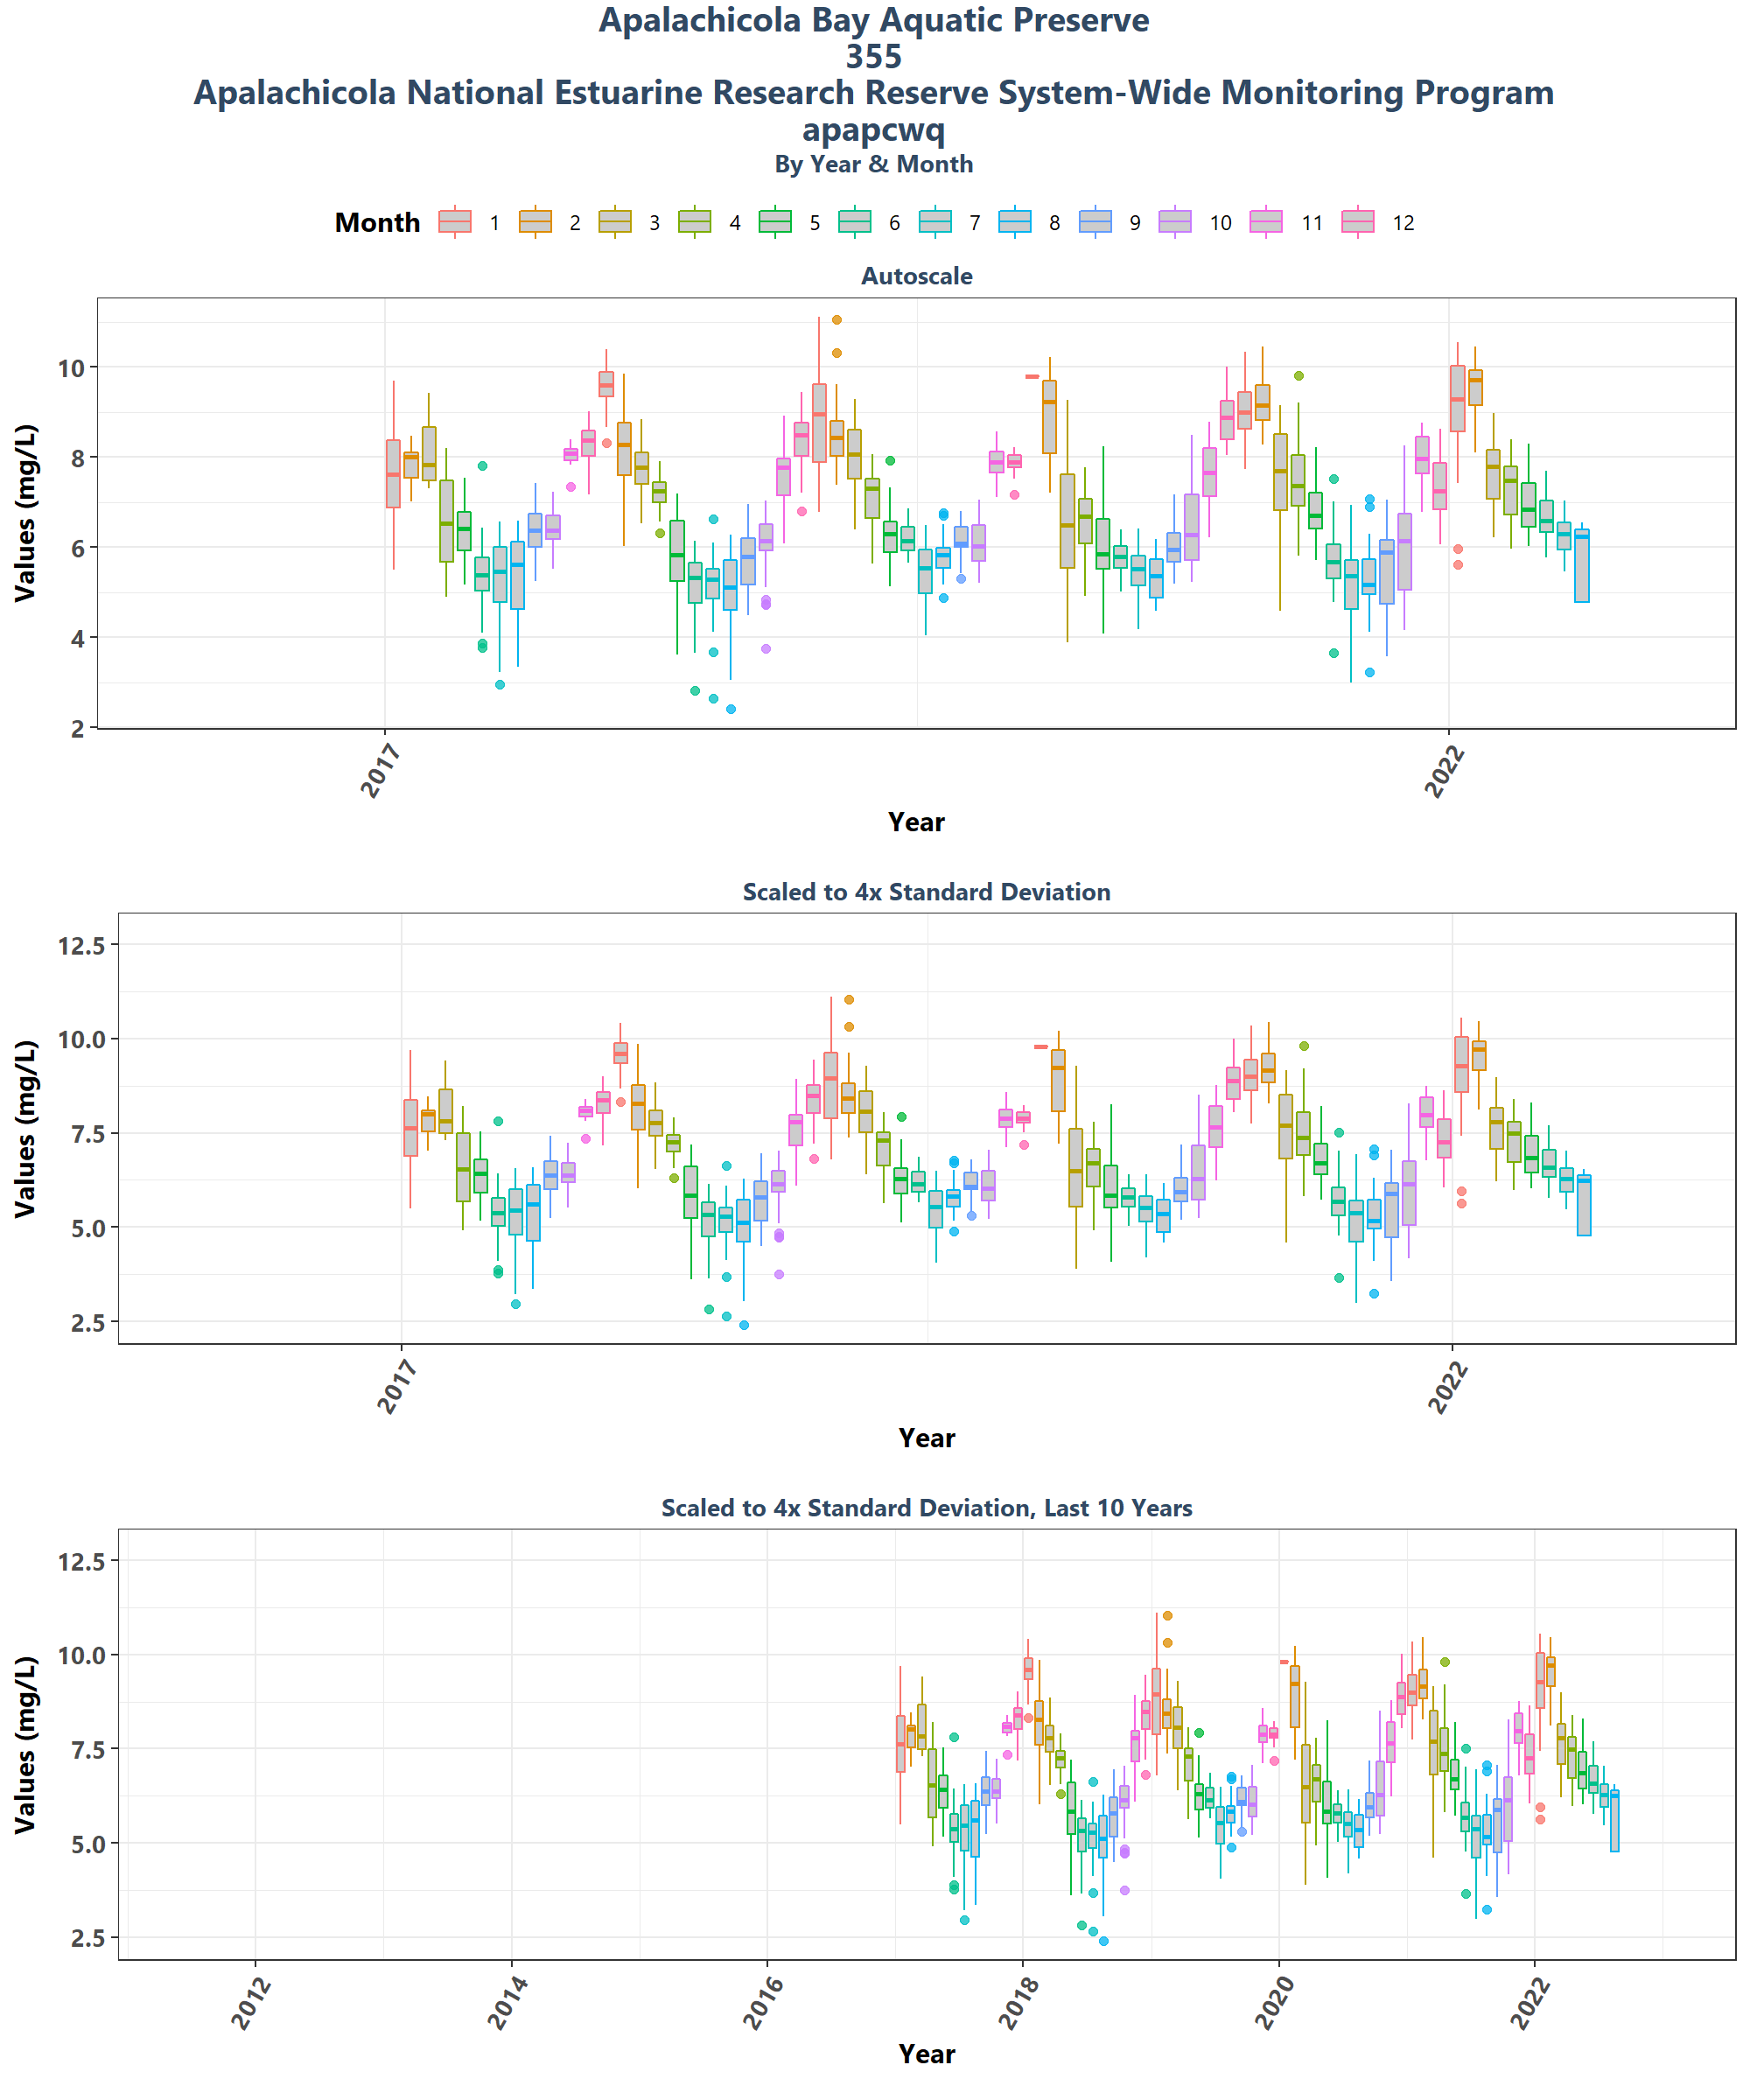 Apalachicola Bay Aquatic Preserve
355
Apalachicola National Estuarine Research Reserve System-Wide Monitoring Program
apapcwq
By Year & Month
Month 1 2 3 4 5 6 7 8 9 10 11 12
Autoscale
Values (mg/L)
10
8
6
4
2
2017 2022
Year
Scaled to 4x Standard Deviation
Values (mg/L)
12.5
10.0
7.5
5.0
2.5
2017 2022
Year
Scaled to 4x Standard Deviation, Last 10 Years
Values (mg/L)
12.5
10.0
7.5
5.0
2.5
2012 2014 2016 2018 2020 2022
Year